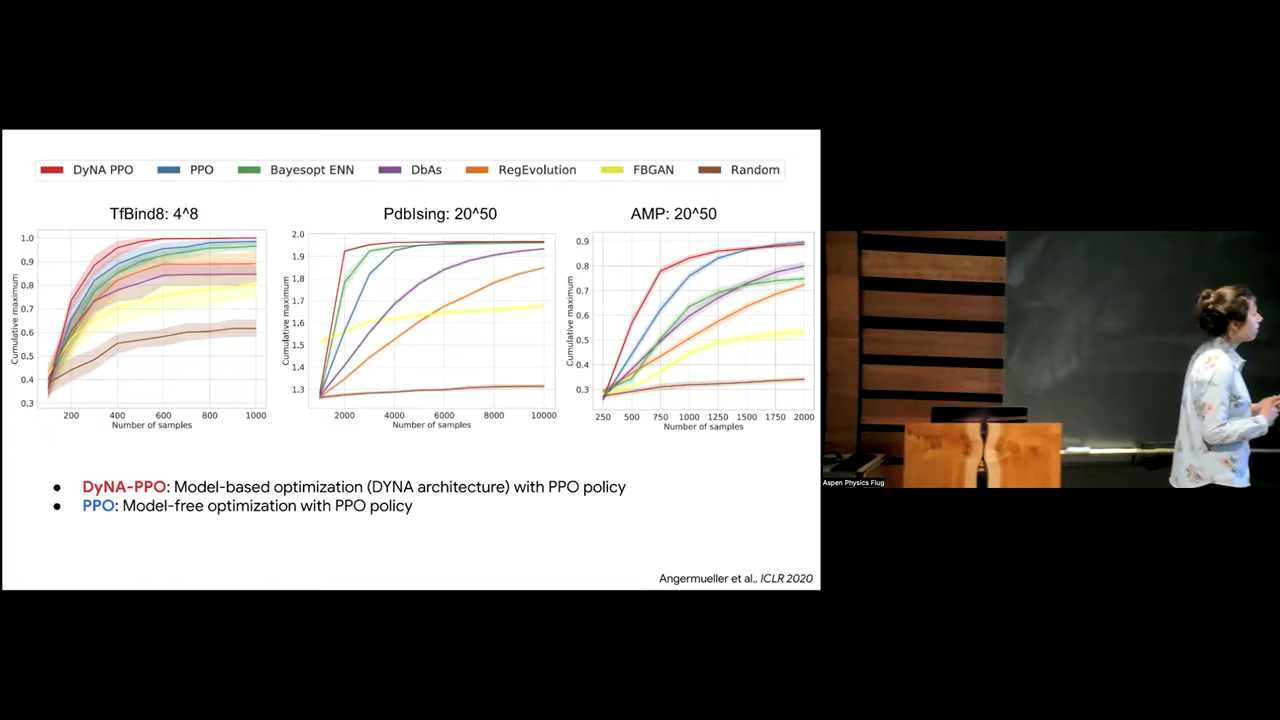 DyNA PPO PPO Bayesopt ENN DbAs RegEvolution FBGAN Random
TfBind8: 4^8
PdbIsing: 20^50
AMP: 20^50
Cumulative maximum
1.0
0.9
0.8
0.7
0.6
0.5
0.4
0.3
200 400 600 800 1000
Number of samples
Cumulative maximum
2.0
1.9
1.8
1.7
1.6
1.5
1.4
1.3
2000 4000 6000 8000 10000
Number of samples
Cumulative maximum
0.9
0.8
0.7
0.6
0.5
0.4
0.3
250 500 750 1000 1250 1500 1750 2000
Number of samples
● DyNA-PPO: Model-based optimization (DYNA architecture) with PPO policy
● PPO: Model-free optimization with PPO policy
Angermueller et al., ICLR 2020
Aspen Physics Flug